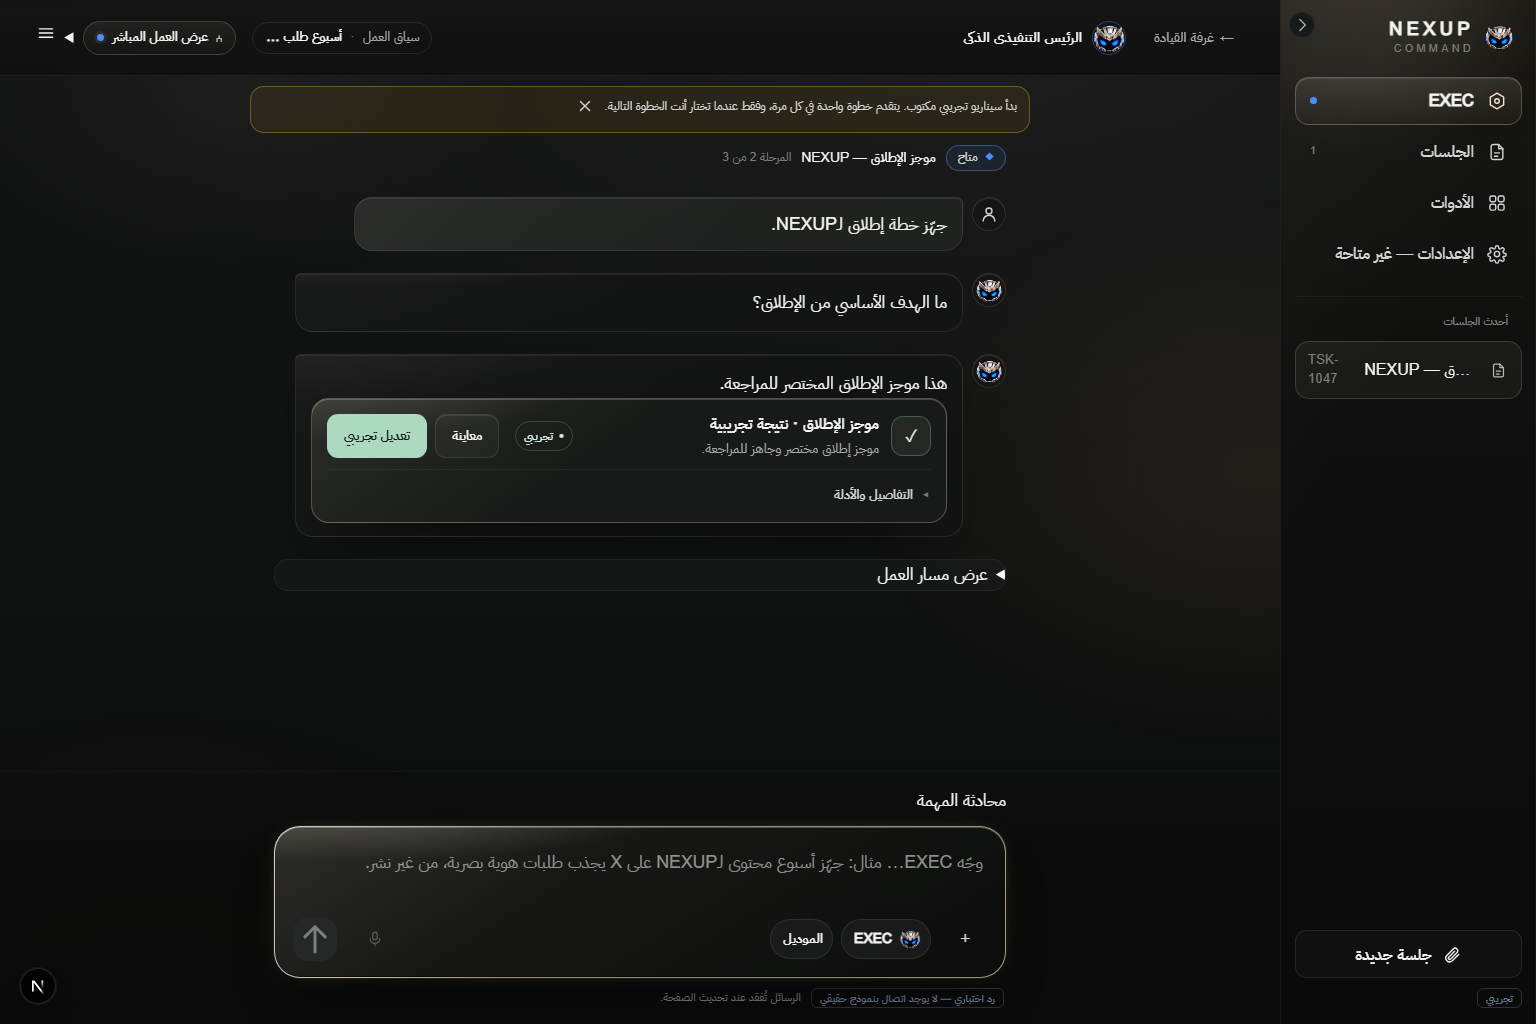 NEXUP
COMMAND
EXEC
الجلسات 1
الأدوات
الإعدادات — غير متاحة
أحدث الجلسات
NEXUP — ق...
TSK-1047
جلسة جديدة
تجريبي
← غرفة القيادة
الرئيس التنفيذي الذكي
سياق العمل · أسبوع طلب ...
عرض العمل المباشر
بدأ سيناريو تجريبي مكتوب. يتقدم خطوة واحدة في كل مرة، وفقط عندما تختار أنت الخطوة التالية.
متاح
موجز الإطلاق — NEXUP
المرحلة 2 من 3
جهّز خطة إطلاق لـNEXUP.
ما الهدف الأساسي من الإطلاق؟
هذا موجز الإطلاق المختصر للمراجعة.
موجز الإطلاق · نتيجة تجريبية
موجز إطلاق مختصر وجاهز للمراجعة.
تجريبي
معاينة
تعديل تجريبي
التفاصيل والأدلة
عرض مسار العمل
محادثة المهمة
وجّه EXEC… مثال: جهّز أسبوع محتوى لـNEXUP على X يجذب طلبات هوية بصرية، من غير نشر.
+
EXEC
الموديل
رد اختباري — لا يوجد اتصال بنموذج حقيقي
الرسائل تُفقد عند تحديث الصفحة.
N